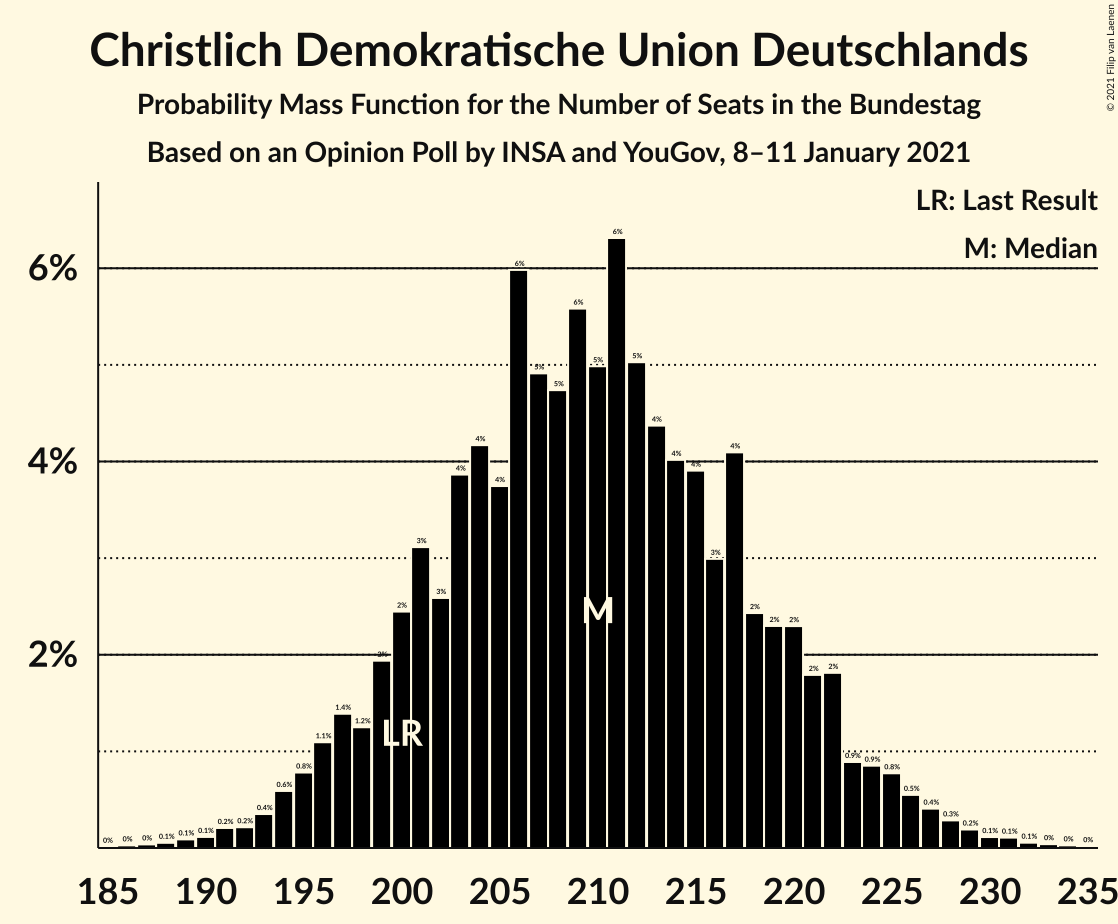 Christlich Demokratische Union Deutschlands
Probability Mass Function for the Number of Seats in the Bundestag
Based on an Opinion Poll by INSA and YouGov, 8–11 January 2021
© 2021 Filip van Laenen
LR: Last Result
M: Median
6%
4%
2%
0% 0% 0% 0.1% 0.1% 0.1% 0.2% 0.2% 0.4% 0.6% 0.8% 1.1% 1.4% 1.2% 2% 2% 3% 3% 4% 4% 4% 6% 5% 5% 6% 5% 6% 5% 4% 4% 4% 3% 4% 2% 2% 2% 2% 2% 0.9% 0.9% 0.8% 0.5% 0.4% 0.3% 0.2% 0.1% 0.1% 0.1% 0% 0% 0%
M
LR
185 190 195 200 205 210 215 220 225 230 235